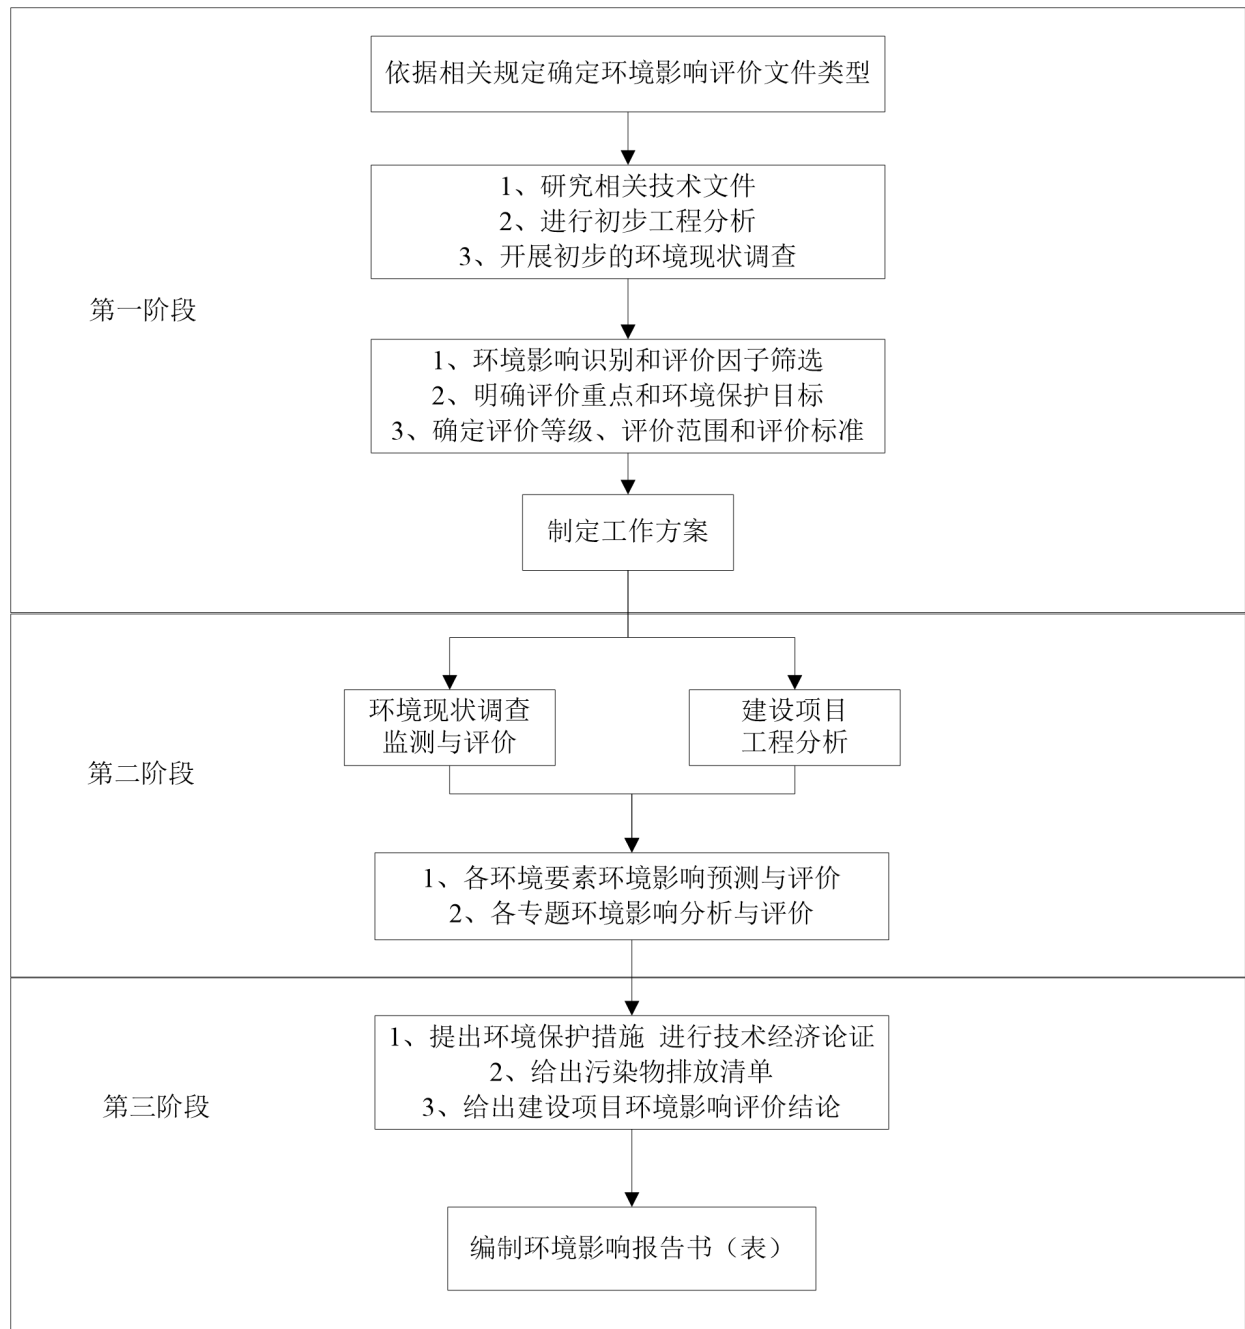 依据相关规定确定环境影响评价文件类型
1、研究相关技术文件
2、进行初步工程分析
3、开展初步的环境现状调查
第一阶段
1、环境影响识别和评价因子筛选
2、明确评价重点和环境保护目标
3、确定评价等级、评价范围和评价标准
制定工作方案
环境现状调查
监测与评价
建设项目
工程分析
第二阶段
1、各环境要素环境影响预测与评价
2、各专题环境影响分析与评价
1、提出环境保护措施 进行技术经济论证
2、给出污染物排放清单
3、给出建设项目环境影响评价结论
第三阶段
编制环境影响报告书（表）